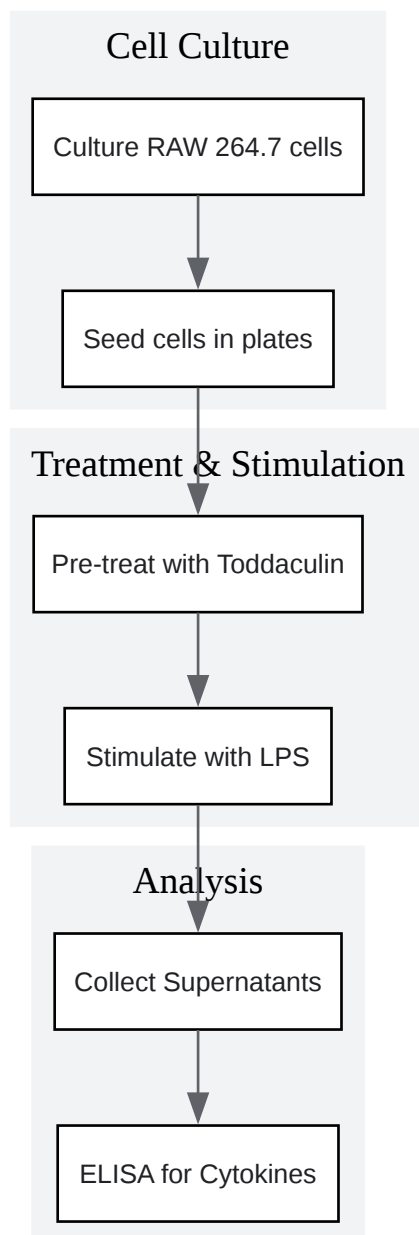 Cell Culture
Culture RAW 264.7 cells
Seed cells in plates
Treatment & Stimulation
Pre-treat with Toddaculin
Stimulate with LPS
Analysis
Collect Supernatants
ELISA for Cytokines